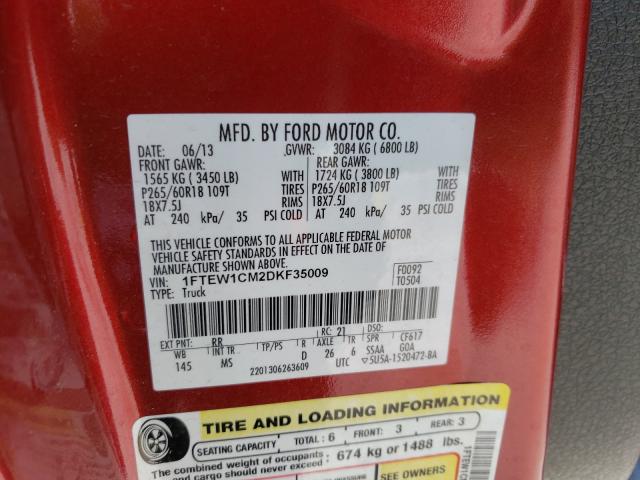 MFD. BY FORD MOTOR CO.
DATE: 06/13 GVWR: 3084 KG ( 6800 LB)
FRONT GAWR: REAR GAWR:
1565 KG ( 3450 LB) WITH 1724 KG ( 3800 LB)
P265/60R18 109T TIRES P265/60R18 109T
18X7.5J RIMS 18X7.5J
AT 240 kPa/ 35 PSI COLD AT 240 kPa/ 35 PSI COLD
THIS VEHICLE CONFORMS TO ALL APPLICABLE FEDERAL MOTOR
VEHICLE SAFETY STANDARDS IN EFFECT ON THE DATE OF
MANUFACTURE SHOWN ABOVE.
VIN: 1FTEW1CM2DKF35009 F0092
TYPE: Truck T0504
EXT PNT: RR RC: 21 DSO:
WB INT TR TP/PS R AXLE TR SPR CF617
145 MS D 26 6 SSAA GOA
2201306263609 UTC 5U5A-1520472-BA
TIRE AND LOADING INFORMATION
SEATING CAPACITY TOTAL: 6 FRONT: 3 REAR: 3
The combined weight of occupants
and cargo should never exceed: 674 kg or 1488 lbs.
SEE OWNERS